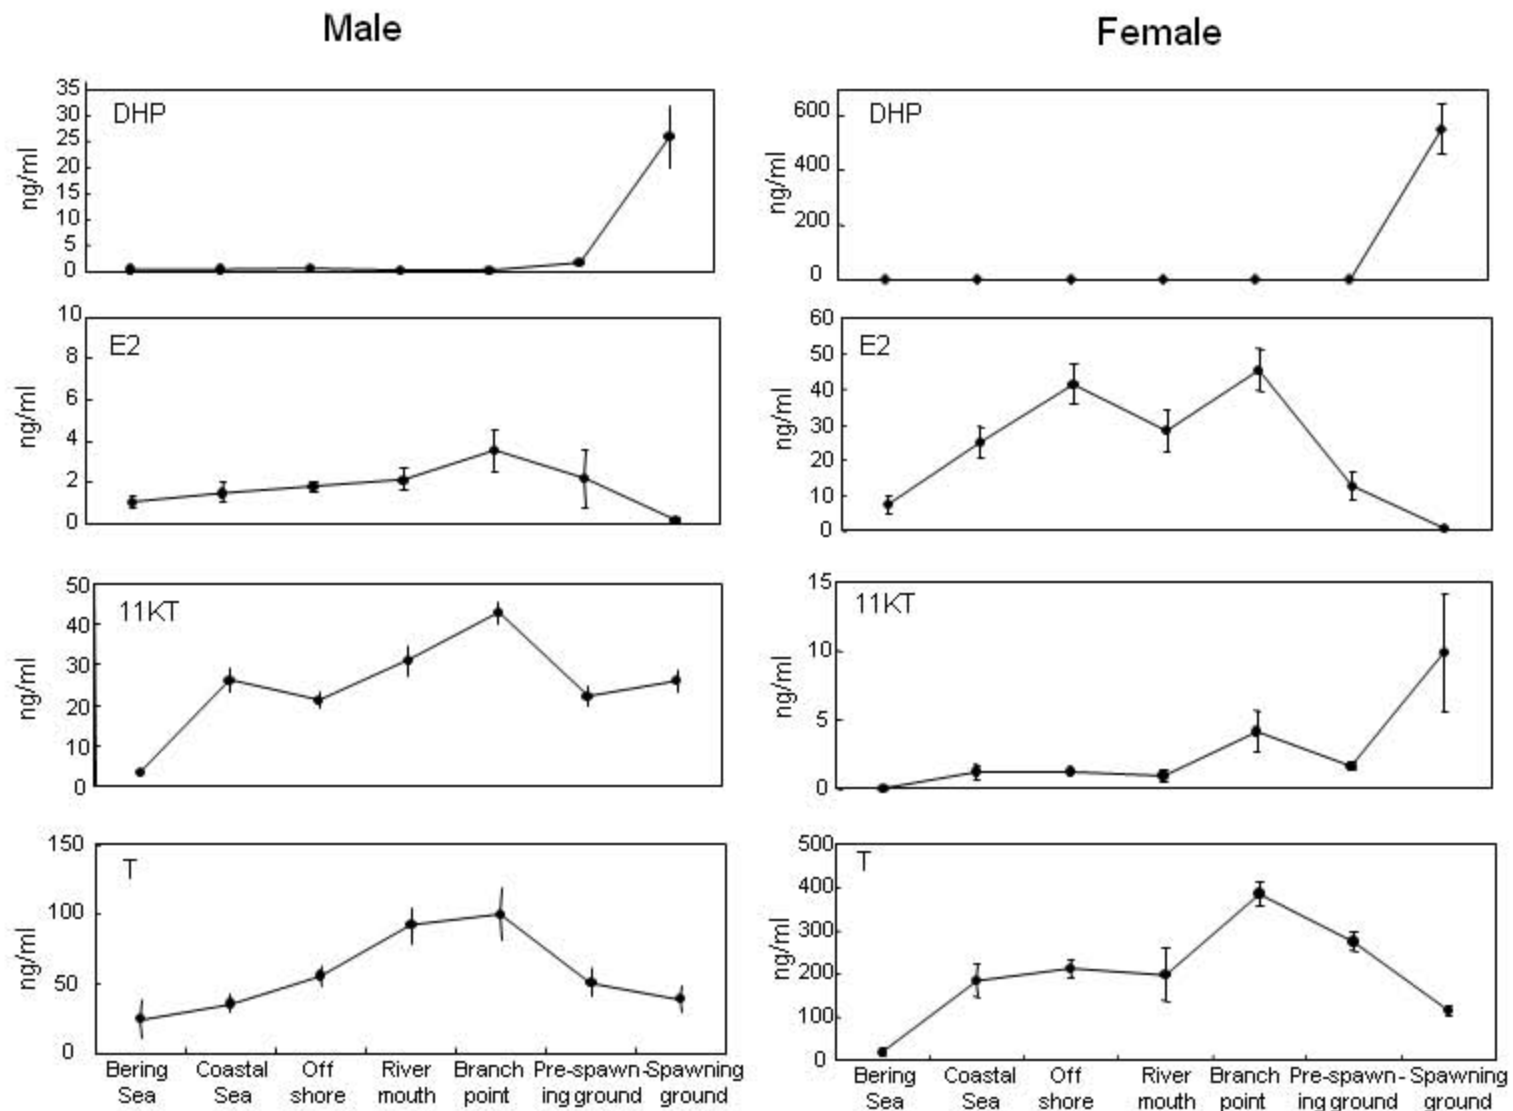 Male
Female
35
30
25
20
15
10
5
0
ng/ml
DHP
600
400
200
0
ng/ml
DHP
10
8
6
4
2
0
ng/ml
E2
60
50
40
30
20
10
0
ng/ml
E2
50
40
30
20
10
0
ng/ml
11KT
15
10
5
0
ng/ml
11KT
150
100
50
0
ng/ml
T
500
400
300
200
100
0
ng/ml
T
Bering Coastal Off River Branch Pre-spawn-Spawning
Sea Sea shore mouth point ing ground ground
Bering Coastal Off River Branch Pre-spawn- Spawning
Sea Sea shore mouth point ing ground ground